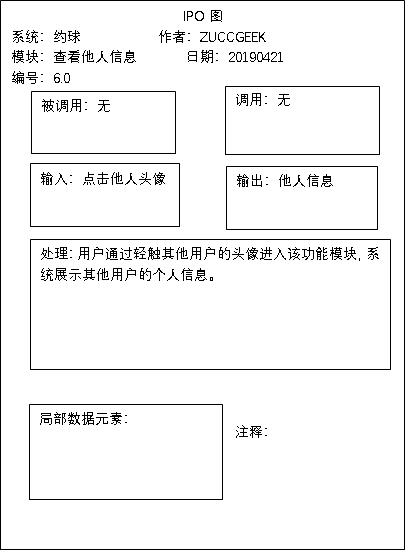 IPO 图
系统：约球 作者：ZUCCGEEK
模块：查看他人信息 日期：20190421
编号：6.0
被调用：无 调用：无
输入：点击他人头像 输出：他人信息
处理：用户通过轻触其他用户的头像进入该功能模块，系
统展示其他用户的个人信息。
局部数据元素：
注释：